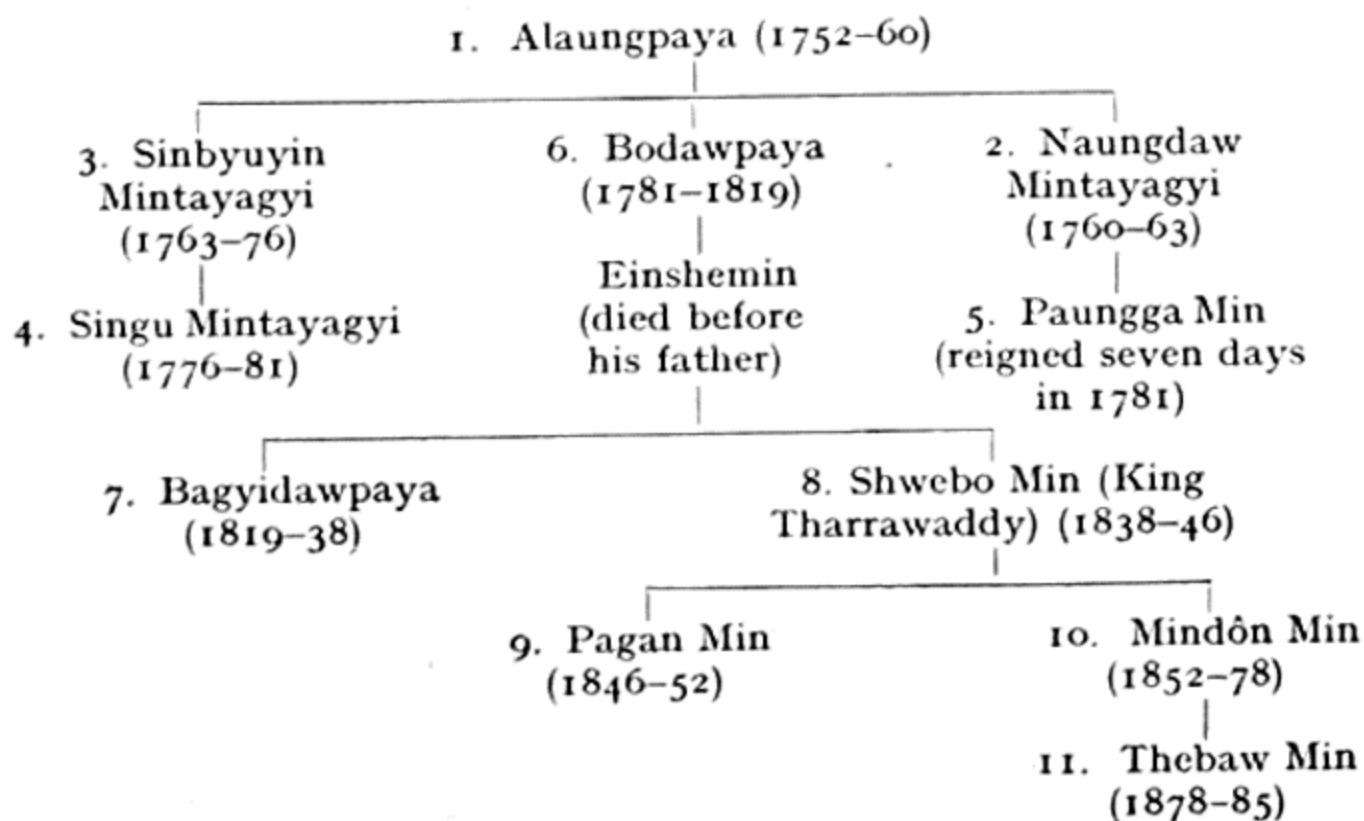 1. Alaungpaya (1752–60)
3. Sinbyuyin
Mintayagyi
(1763–76)
6. Bodawpaya
(1781–1819)
2. Naungdaw
Mintayagyi
(1760–63)
4. Singu Mintayagyi
(1776–81)
Einshemin
(died before
his father)
5. Paungga Min
(reigned seven days
in 1781)
7. Bagyidawpaya
(1819–38)
8. Shwebo Min (King
Tharrawaddy) (1838–46)
9. Pagan Min
(1846–52)
10. Mindôn Min
(1852–78)
11. Thebaw Min
(1878–85)